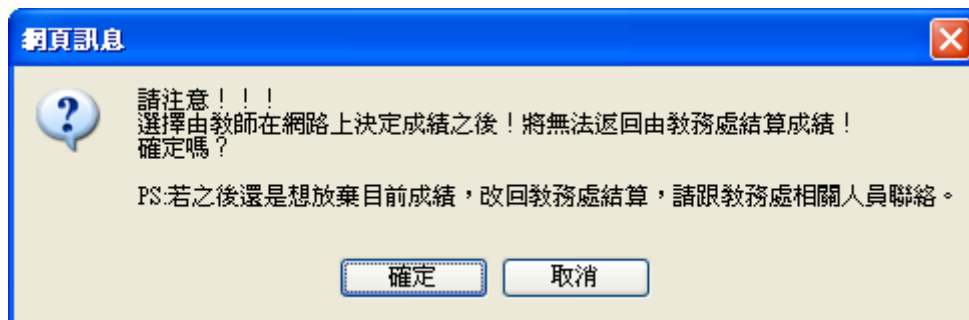 網頁訊息
請注意！！！
選擇由教師在網路上決定成績之後！將無法返回由教務處結算成績！
確定嗎？
PS:若之後還是想放棄目前成績，改回教務處結算，請跟教務處相關人員聯絡。
確定
取消